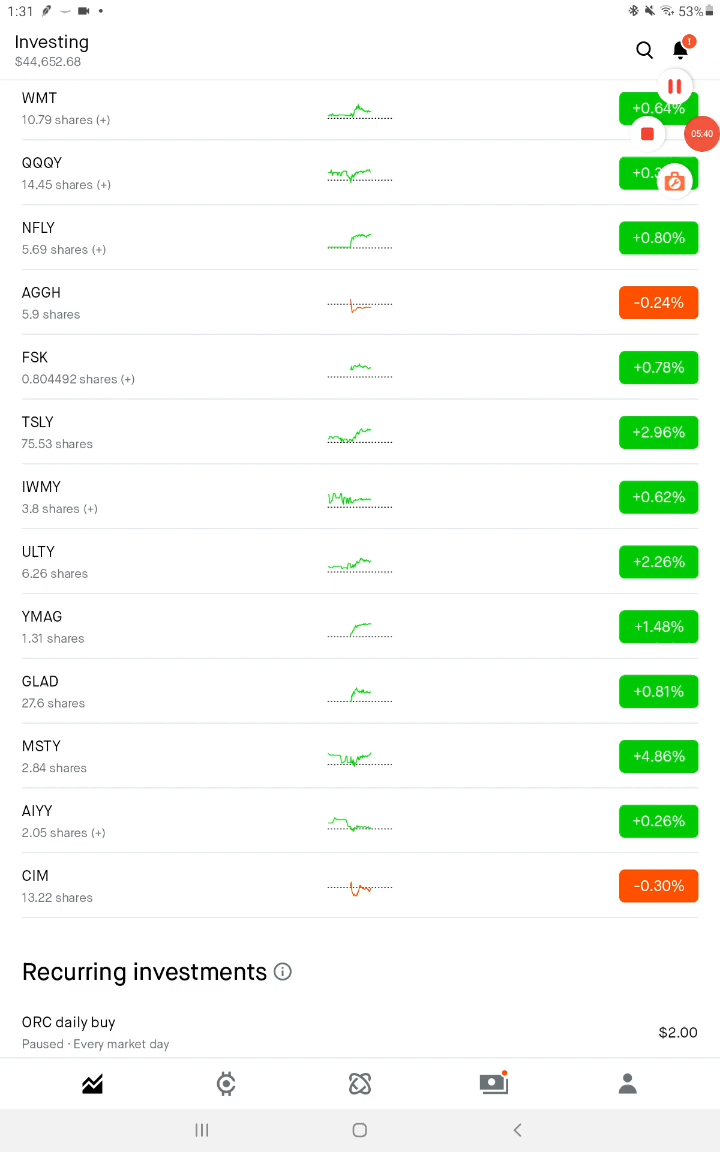 1:31
53%
Investing
$44,652.68
1
WMT
10.79 shares (+)
+0.64%
05:40
QQQY
14.45 shares (+)
NFLY
5.69 shares (+)
+0.80%
AGGH
5.9 shares
-0.24%
FSK
0.804492 shares (+)
+0.78%
TSLY
75.53 shares
+2.96%
IWMY
3.8 shares (+)
+0.62%
ULTY
6.26 shares
+2.26%
YMAG
1.31 shares
+1.48%
GLAD
27.6 shares
+0.81%
MSTY
2.84 shares
+4.86%
AIYY
2.05 shares (+)
+0.26%
CIM
13.22 shares
-0.30%
Recurring investments
ORC daily buy
$2.00
Paused · Every market day